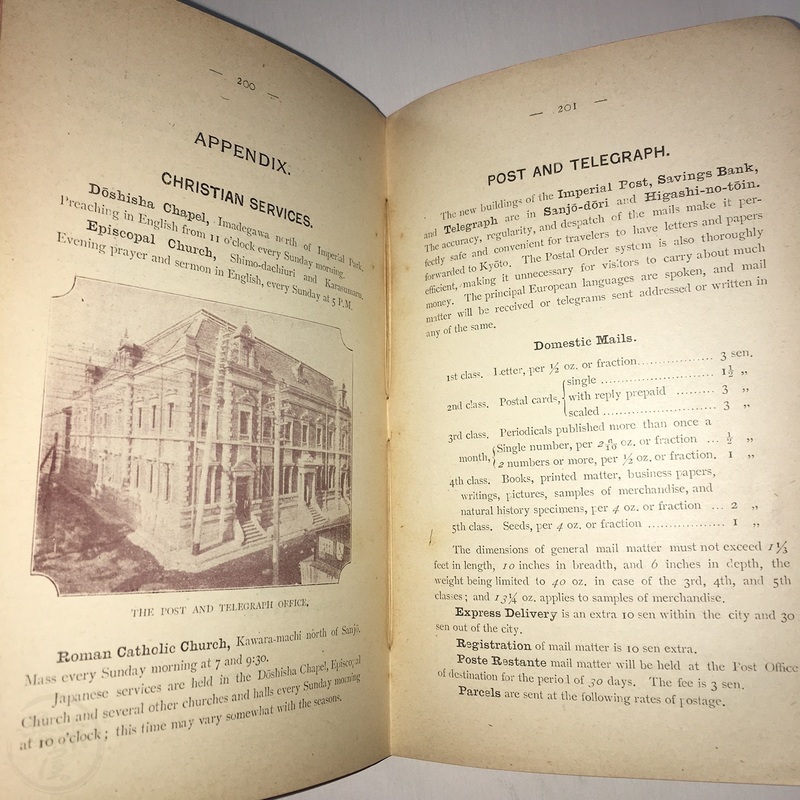 — 200 —
APPENDIX.
CHRISTIAN SERVICES.
Dōshisha Chapel, Imadegawa north of Imperial Park.
Preaching in English from 11 o'clock every Sunday morning.
Episcopal Church, Shimo-dachiuri and Karasumaru.
Evening prayer and sermon in English, every Sunday at 5 P.M.
THE POST AND TELEGRAPH OFFICE.
Roman Catholic Church, Kawara-machi north of Sanjō.
Mass every Sunday morning at 7 and 9:30.
Japanese services are held in the Dōshisha Chapel, Episcopal
Church and several other churches and halls every Sunday morning
at 10 o'clock; this time may vary somewhat with the seasons.
— 201 —
POST AND TELEGRAPH.
The new buildings of the Imperial Post, Savings Bank,
and Telegraph are in Sanjō-dōri and Higashi-no-tōin.
The accuracy, regularity, and despatch of the mails make it per-
fectly safe and convenient for travelers to have letters and papers
forwarded to Kyōto. The Postal Order system is also thoroughly
efficient, making it unnecessary for visitors to carry about much
money. The principal European languages are spoken, and mail
matter will be received or telegrams sent addressed or written in
any of the same.
Domestic Mails.
1st class. Letter, per ½ oz. or fraction............... 3 sen.
single ........................ 1½ „
2nd class. Postal cards, with reply prepaid ......... 3 „
scaled ........................ 3 „
3rd class. Periodicals published more than once a
month, Single number, per oz. or fraction ... ½ „
2 numbers or more, per ½ oz. or fraction. 1 „
4th class. Books, printed matter, business papers,
writings, pictures, samples of merchandise, and
natural history specimens, per 4 oz. or fraction ... 2 „
5th class. Seeds, per 4 oz. or fraction ............... 1 „
The dimensions of general mail matter must not exceed 1⅓
feet in length, 10 inches in breadth, and 6 inches in depth, the
weight being limited to 40 oz. in case of the 3rd, 4th, and 5th
classes; and 13¼ oz. applies to samples of merchandise.
Express Delivery is an extra 10 sen within the city and 30
sen out of the city.
Registration of mail matter is 10 sen extra.
Poste Restante mail matter will be held at the Post Office
of destination for the period of 30 days. The fee is 3 sen.
Parcels are sent at the following rates of postage.